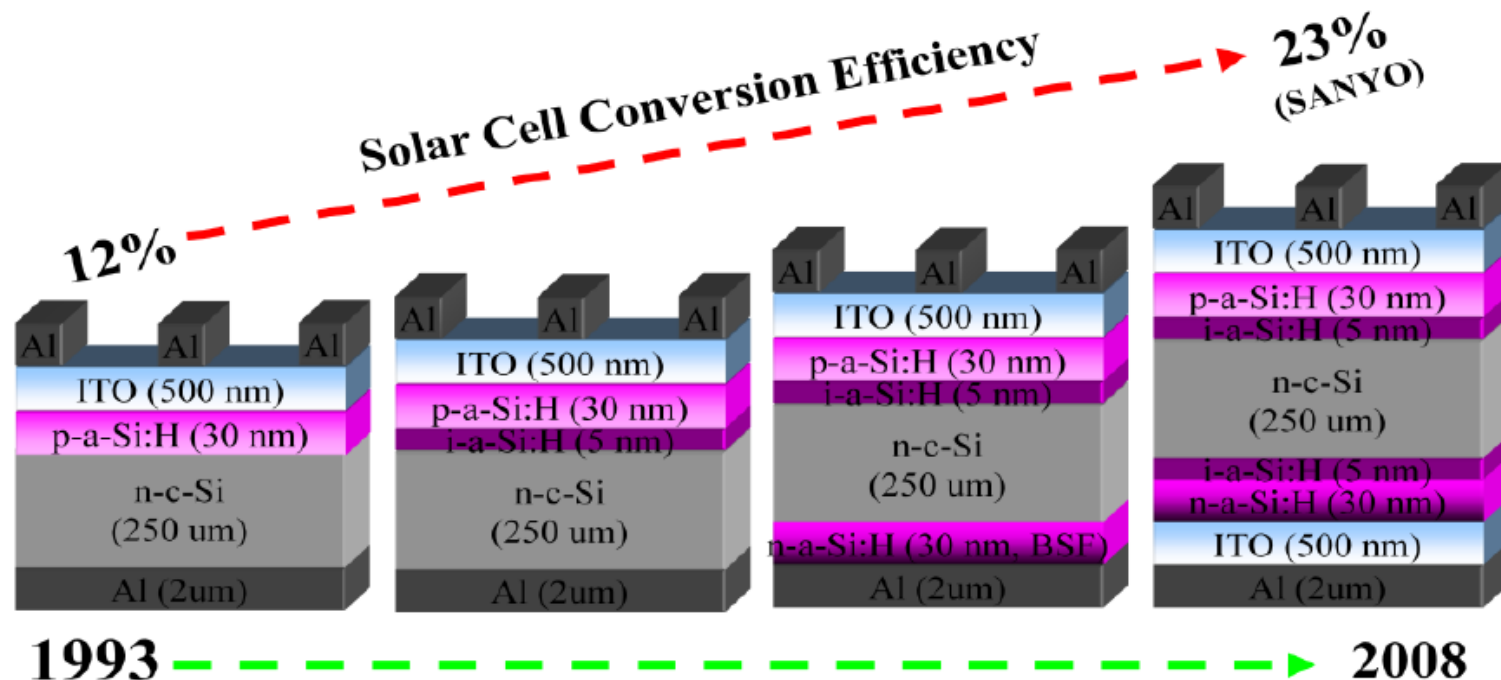 Solar Cell Conversion Efficiency
12%
23%
(SANYO)
Al Al Al
ITO (500 nm)
p-a-Si:H (30 nm)
n-c-Si
(250 um)
Al (2um)
Al Al Al
ITO (500 nm)
p-a-Si:H (30 nm)
i-a-Si:H (5 nm)
n-c-Si
(250 um)
Al (2um)
Al Al Al
ITO (500 nm)
p-a-Si:H (30 nm)
i-a-Si:H (5 nm)
n-c-Si
(250 um)
n-a-Si:H (30 nm, BSF)
Al (2um)
Al Al Al
ITO (500 nm)
p-a-Si:H (30 nm)
i-a-Si:H (5 nm)
n-c-Si
(250 um)
i-a-Si:H (5 nm)
n-a-Si:H (30 nm)
ITO (500 nm)
Al (2um)
1993
2008